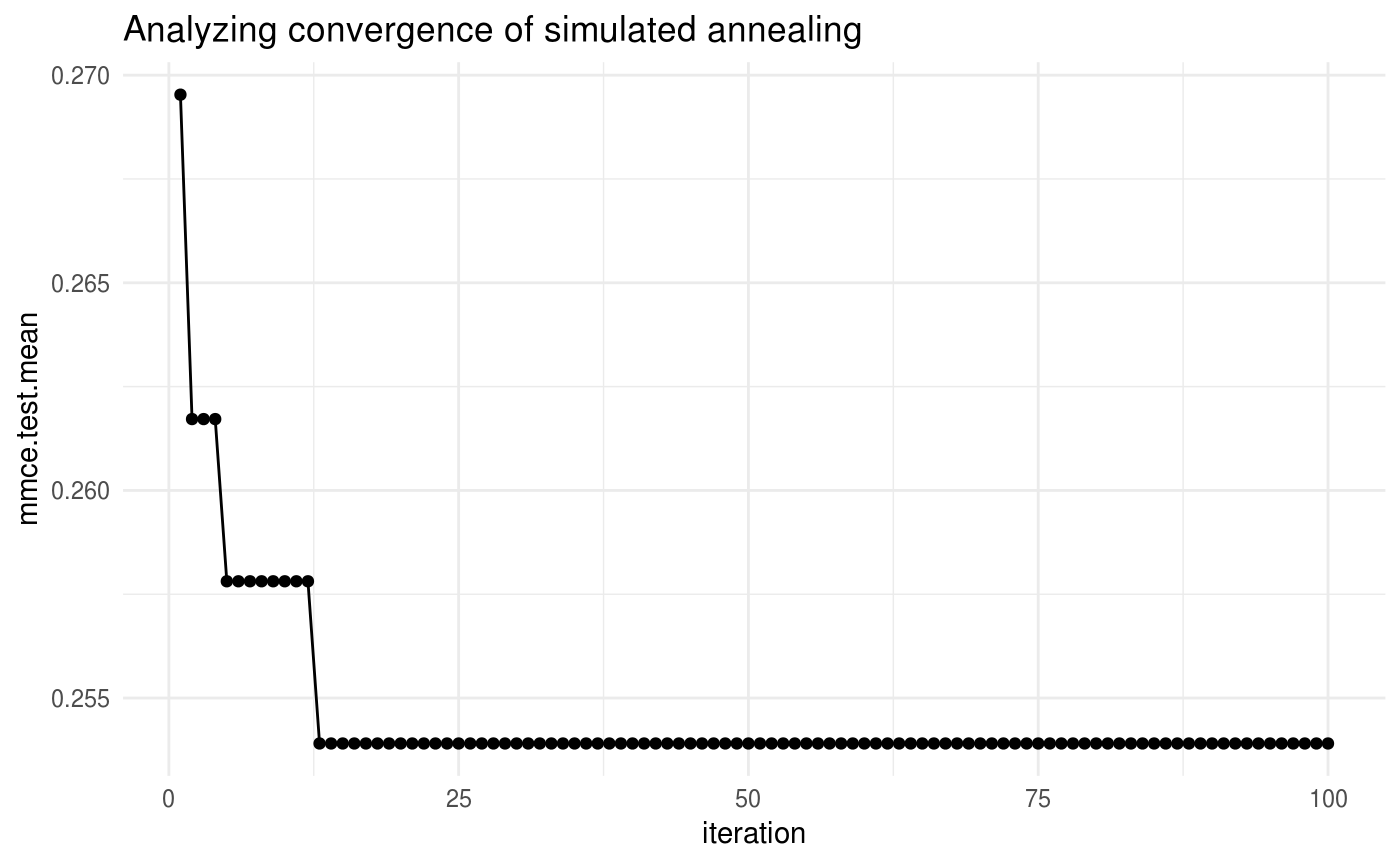 Analyzing convergence of simulated annealing
0.270
0.265
0.260
0.255
mmce.test.mean
0 25 50 75 100
iteration